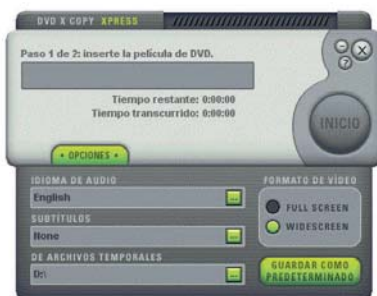 DVD X COPY XPRESS
Paso 1 de 2: inserte la película de DVD.
Tiempo restante: 0:00:00
Tiempo transcurrido: 0:00:00
INICIO
• OPCIONES •
IDIOMA DE AUDIO
English
SUBTÍTULOS
None
DE ARCHIVOS TEMPORALES
D:\
FORMATO DE VÍDEO
FULL SCREEN
WIDESCREEN
GUARDAR COMO
PREDETERMINADO